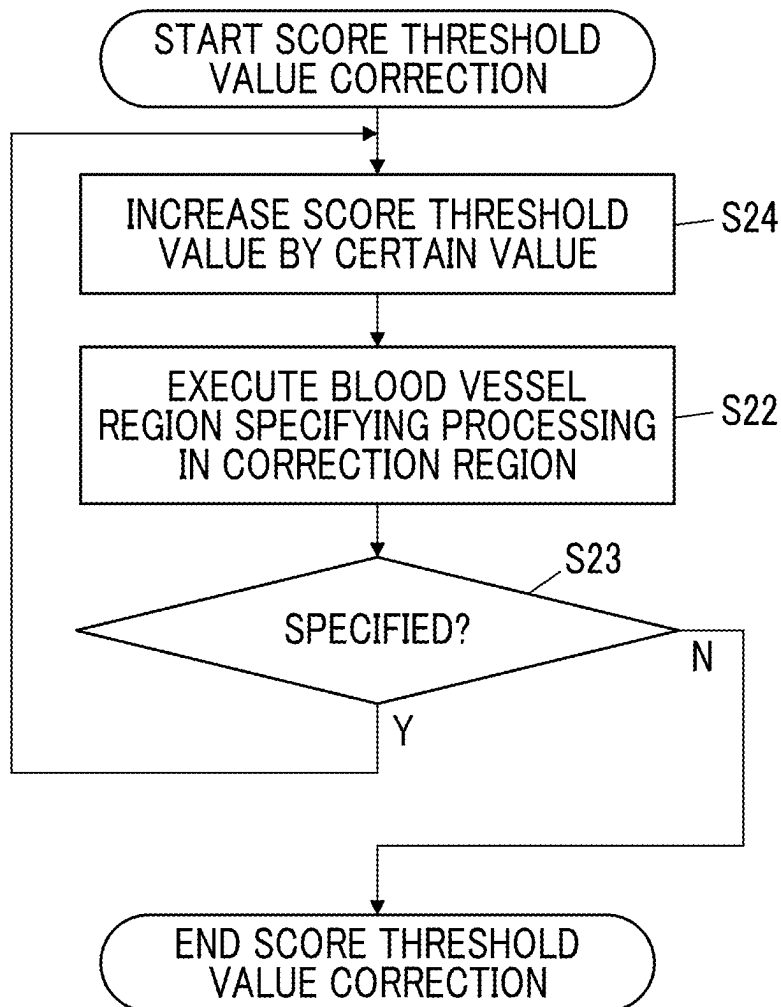 START SCORE THRESHOLD
VALUE CORRECTION
INCREASE SCORE THRESHOLD
VALUE BY CERTAIN VALUE
S24
EXECUTE BLOOD VESSEL
REGION SPECIFYING PROCESSING
IN CORRECTION REGION
S22
S23
SPECIFIED?
N
Y
END SCORE THRESHOLD
VALUE CORRECTION